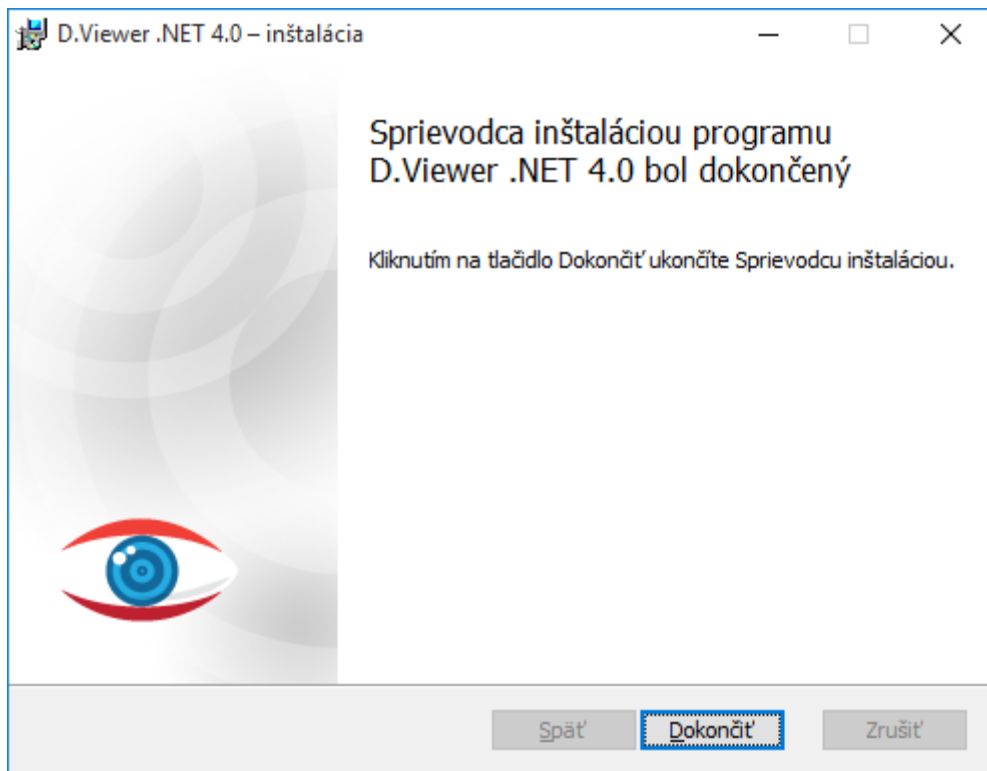 D.Viewer .NET 4.0 – inštalácia
Sprievodca inštaláciou programu
D.Viewer .NET 4.0 bol dokončený
Kliknutím na tlačidlo Dokončiť ukončíte Sprievodcu inštaláciou.
Späť
Dokončiť
Zrušiť